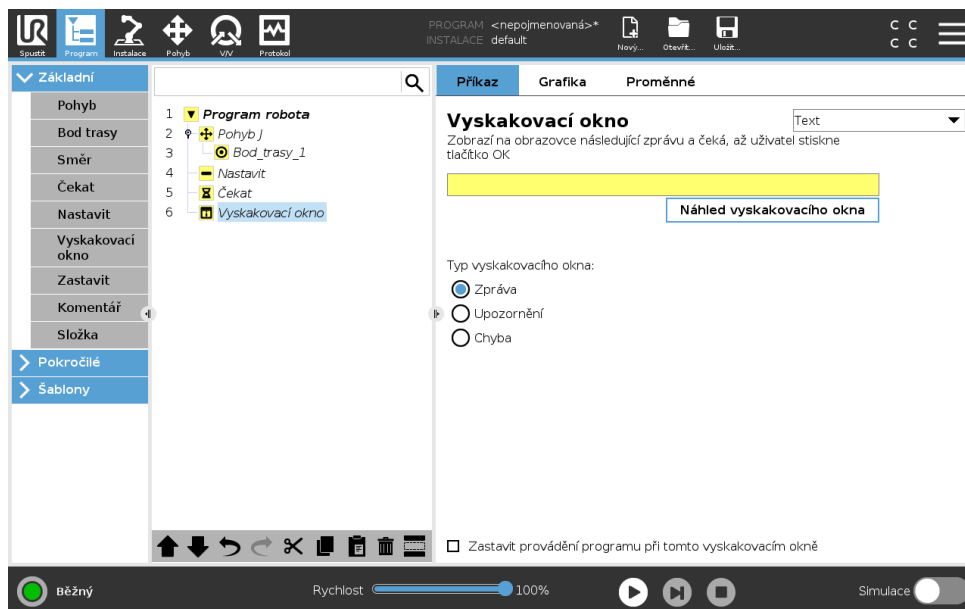 PROGRAM <nepojmenovaná>*
INSTALACE default
Spustit Program Instalace Pohyb V/V Protokol Nový... Otevřít... Uložit...
C C
C C
Základní
Pohyb
Bod trasy
Směr
Čekat
Nastavit
Vyskakovací
okno
Zastavit
Komentář
Složka
Pokročilé
Šablony
1 Program robota
2 Pohyb J
3 Bod_trasy_1
4 Nastavit
5 Čekat
6 Vyskakovací okno
Příkaz Grafika Proměnné
Vyskakovací okno Text
Zobrazí na obrazovce následující zprávu a čeká, až uživatel stiskne
tlačítko OK
Náhled vyskakovacího okna
Typ vyskakovacího okna:
Zpráva
Upozornění
Chyba
Zastavit provádění programu při tomto vyskakovacím okně
Běžný Rychlost 100% Simulace